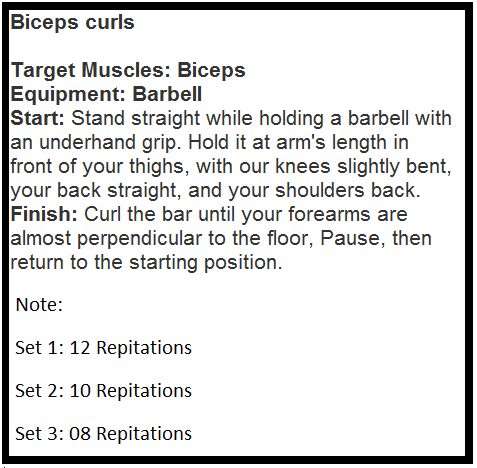 Biceps curls
Target Muscles: Biceps
Equipment: Barbell
Start: Stand straight while holding a barbell with
an underhand grip. Hold it at arm's length in
front of your thighs, with our knees slightly bent,
your back straight, and your shoulders back.
Finish: Curl the bar until your forearms are
almost perpendicular to the floor, Pause, then
return to the starting position.
Note:
Set 1: 12 Repitations
Set 2: 10 Repitations
Set 3: 08 Repitations